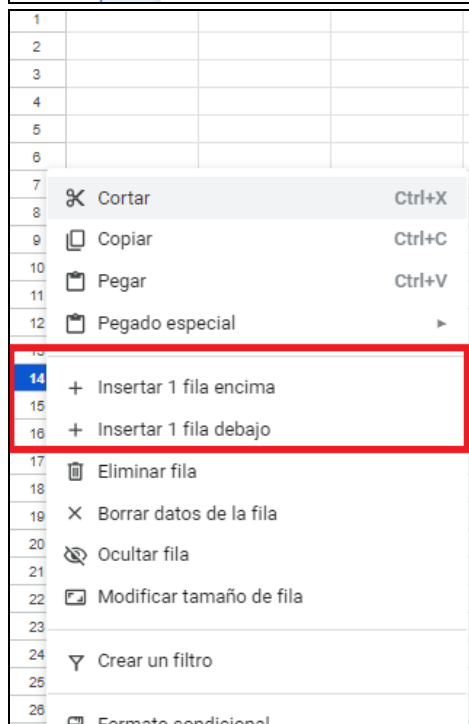 1
2
3
4
5
6
7
8
9
10
11
12
13
14
15
16
17
18
19
20
21
22
23
24
25
26
Cortar Ctrl+X
Copiar Ctrl+C
Pegar Ctrl+V
Pegado especial
Insertar 1 fila encima
Insertar 1 fila debajo
Eliminar fila
Borrar datos de la fila
Ocultar fila
Modificar tamaño de fila
Crear un filtro
Formato condicional